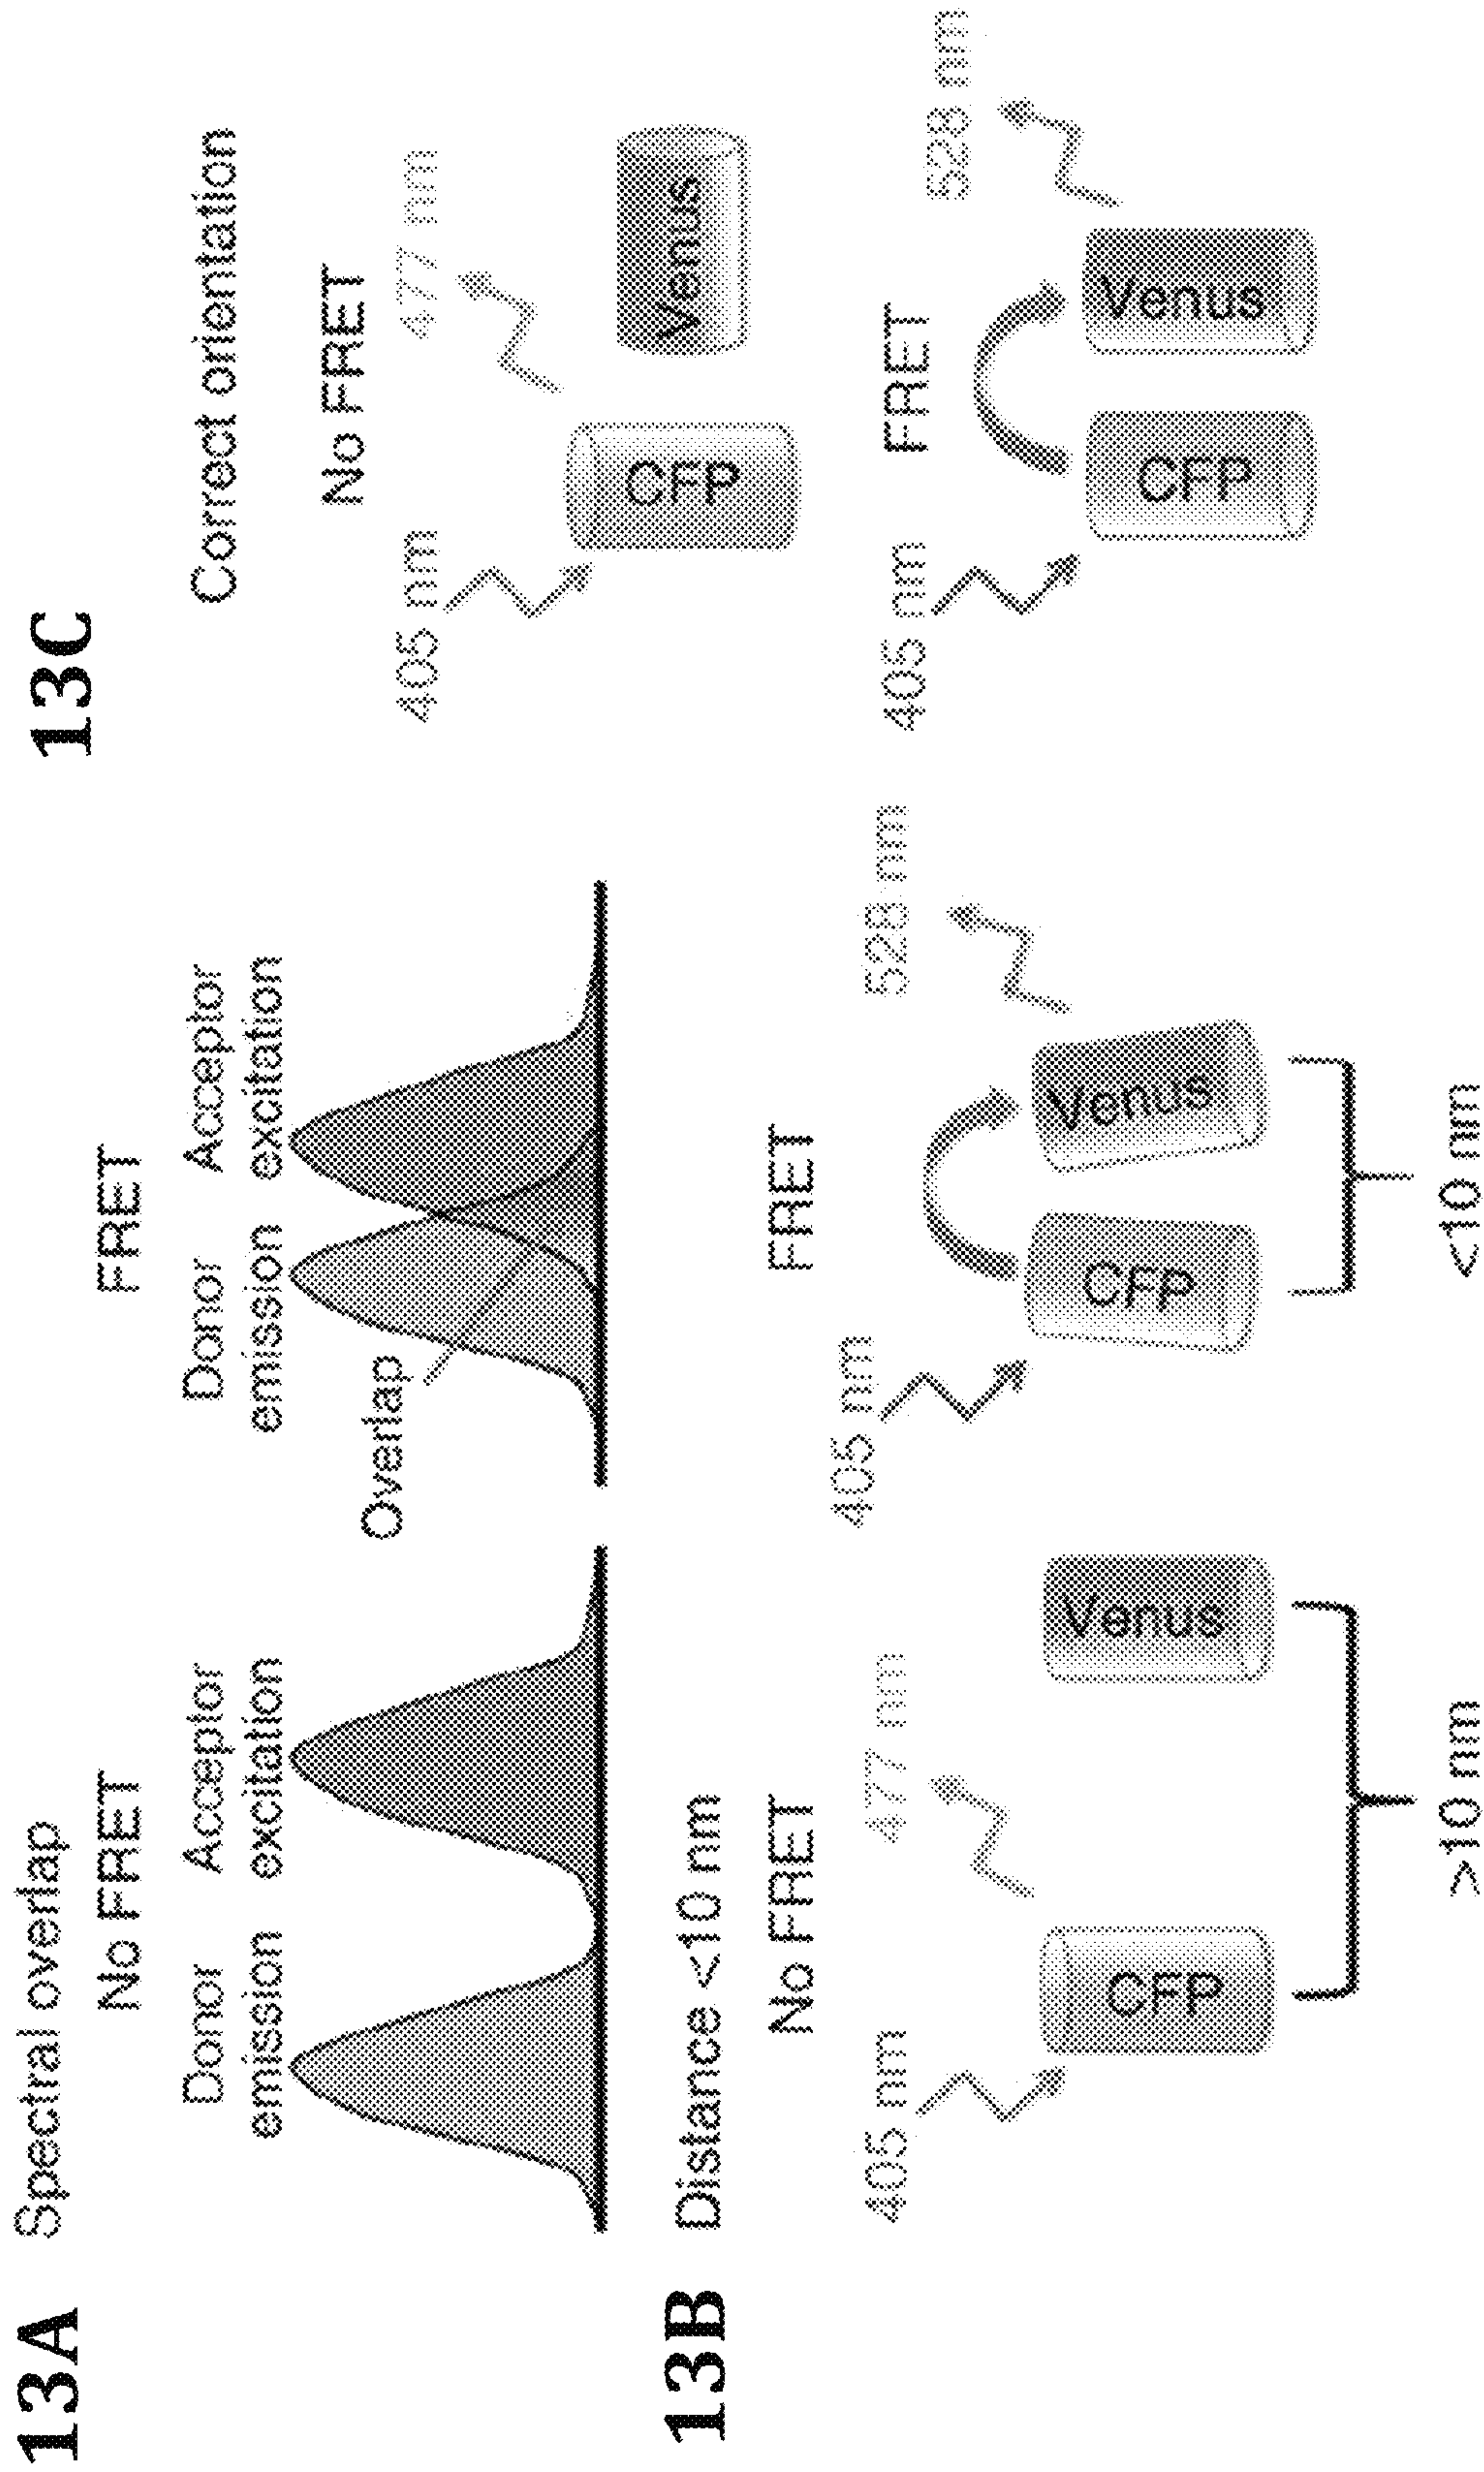 13A Spectral overlap
No FRET
Donor
emission
Acceptor
excitation
FRET
Donor
emission
Acceptor
excitation
Overlap
13B Distance <10 nm
No FRET
405 nm
477 nm
CFP
Venus
>10 nm
FRET
405 nm
528 nm
CFP
Venus
<10 nm
13C
Correct orientation
No FRET
405 nm
477 nm
CFP
Venus
FRET
405 nm
528 nm
CFP
Venus